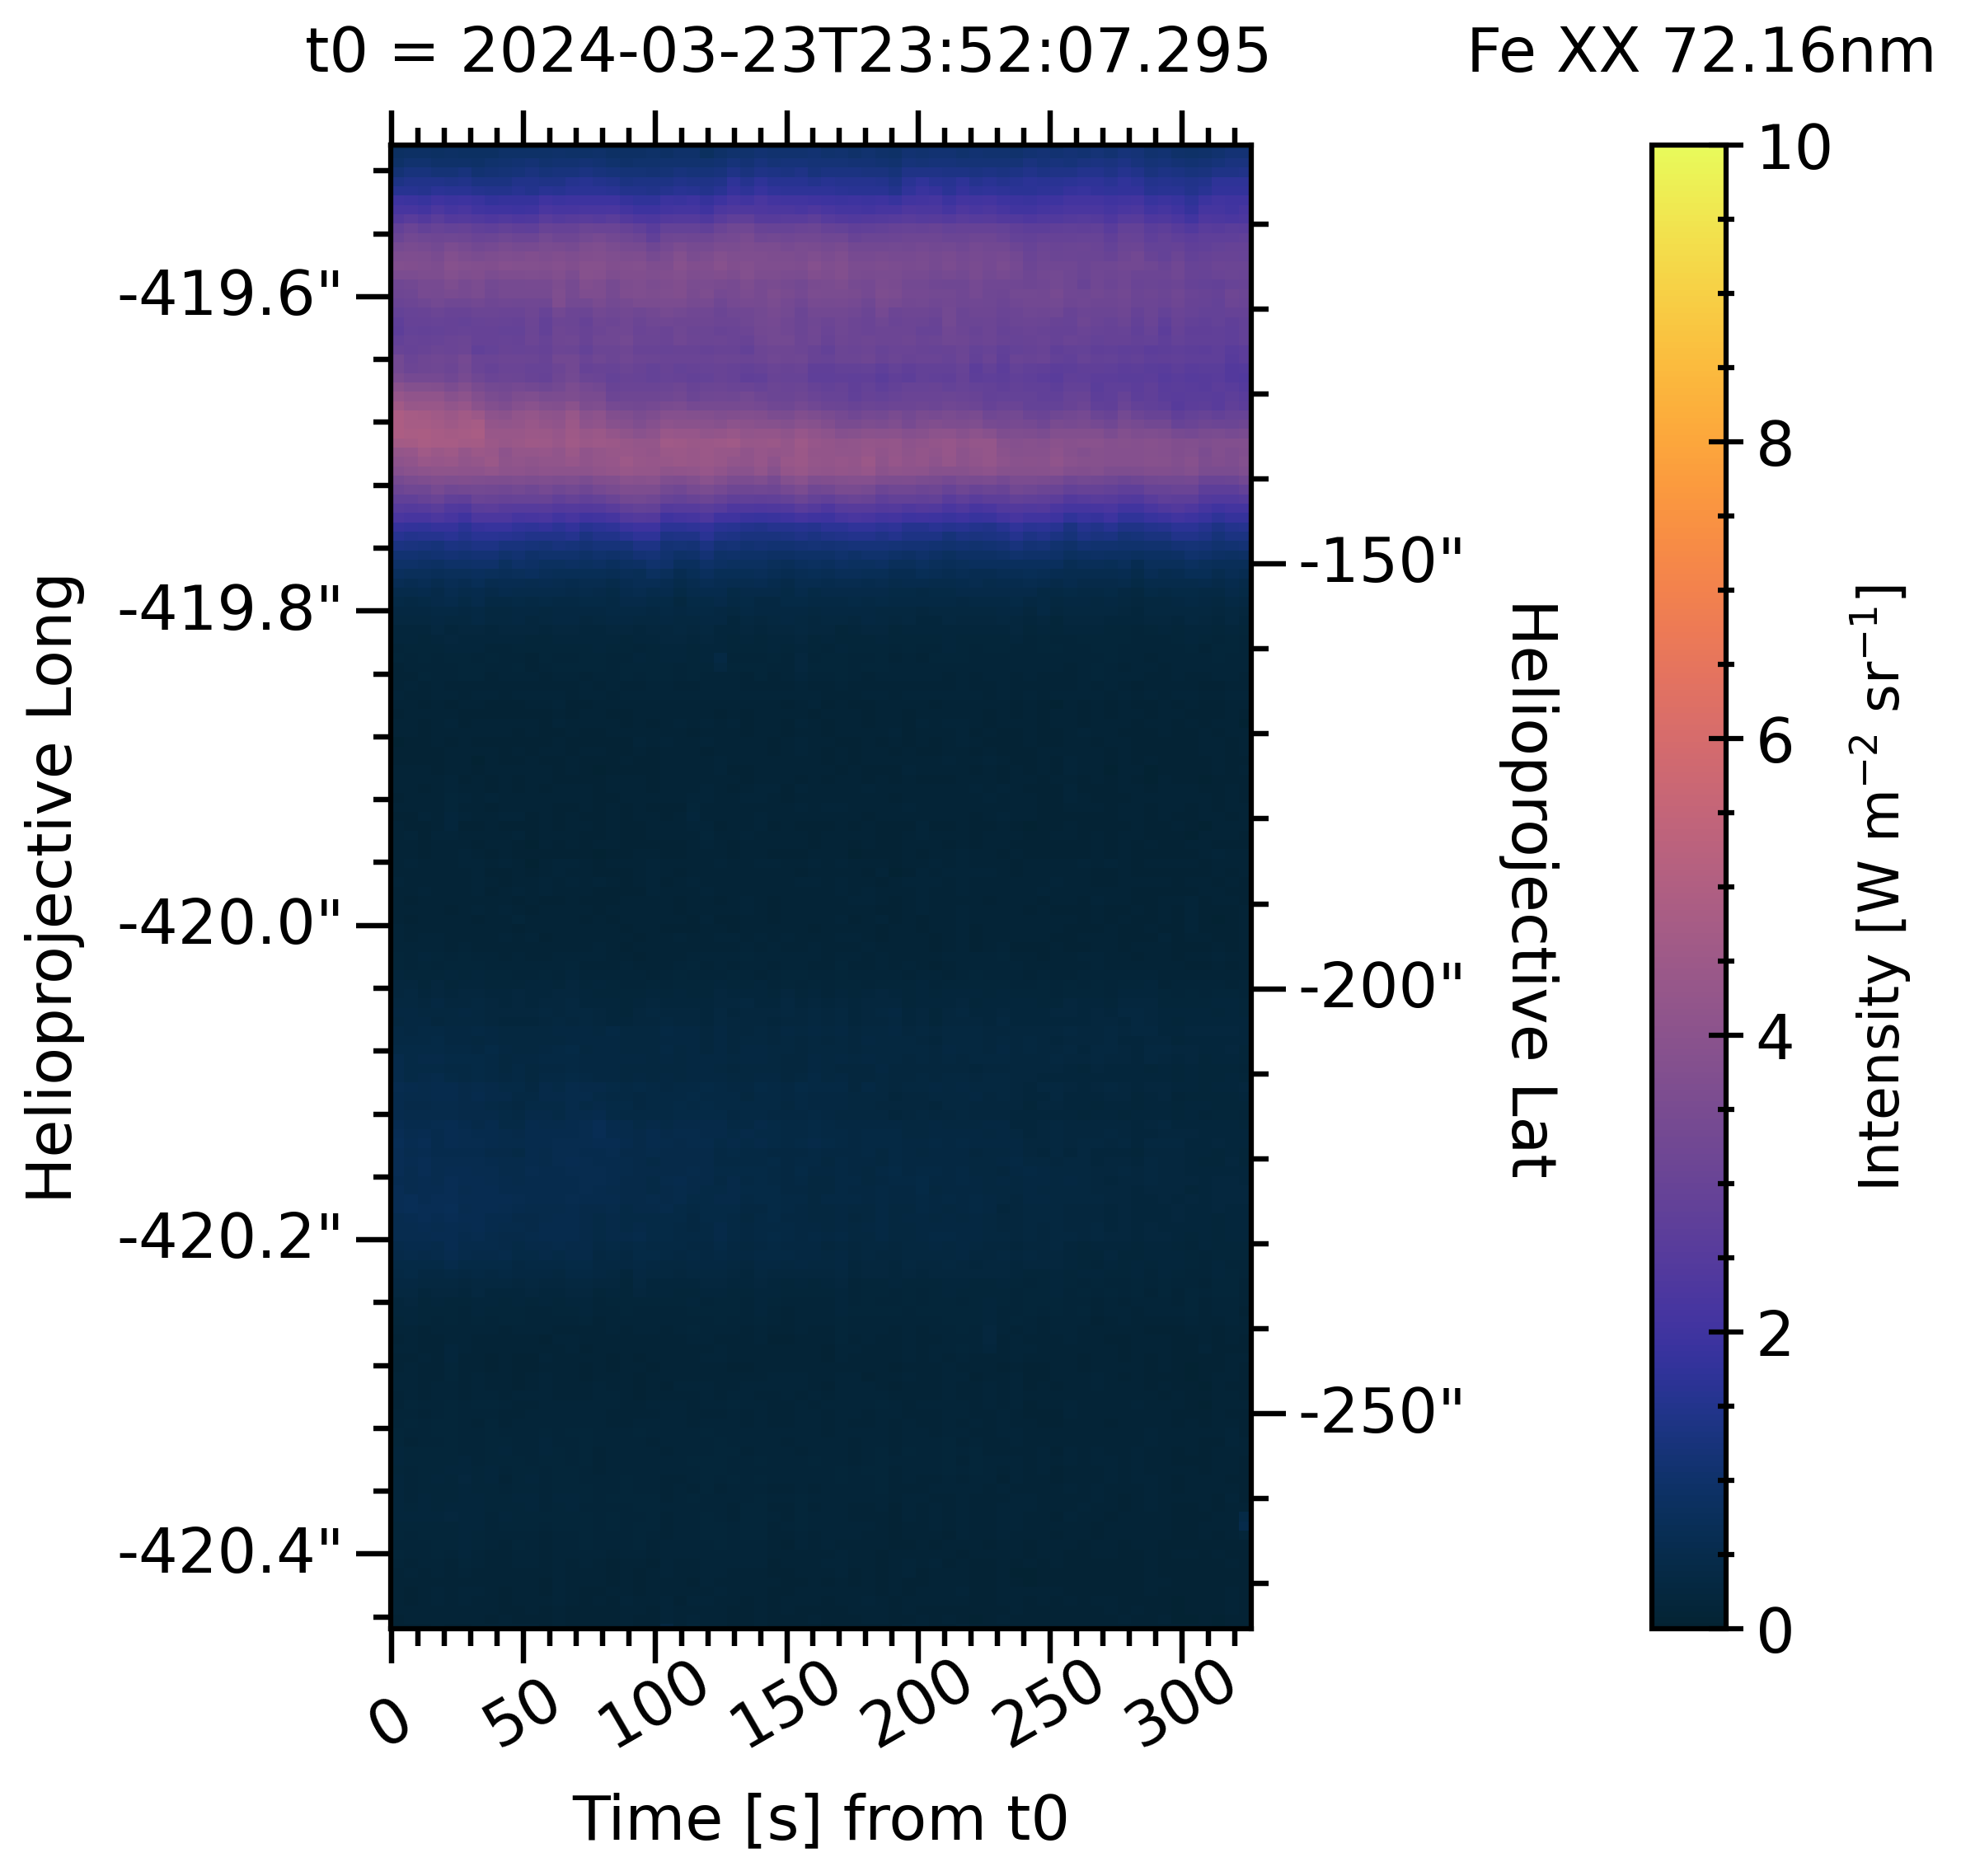 t0 = 2024-03-23T23:52:07.295
Fe XX 72.16nm
Helioprojective Long
-419.6"
-419.8"
-420.0"
-420.2"
-420.4"
-150"
-200"
-250"
Helioprojective Lat
10
8
6
4
2
0
Intensity [W m⁻² sr⁻¹]
0 50 100 150 200 250 300
Time [s] from t0